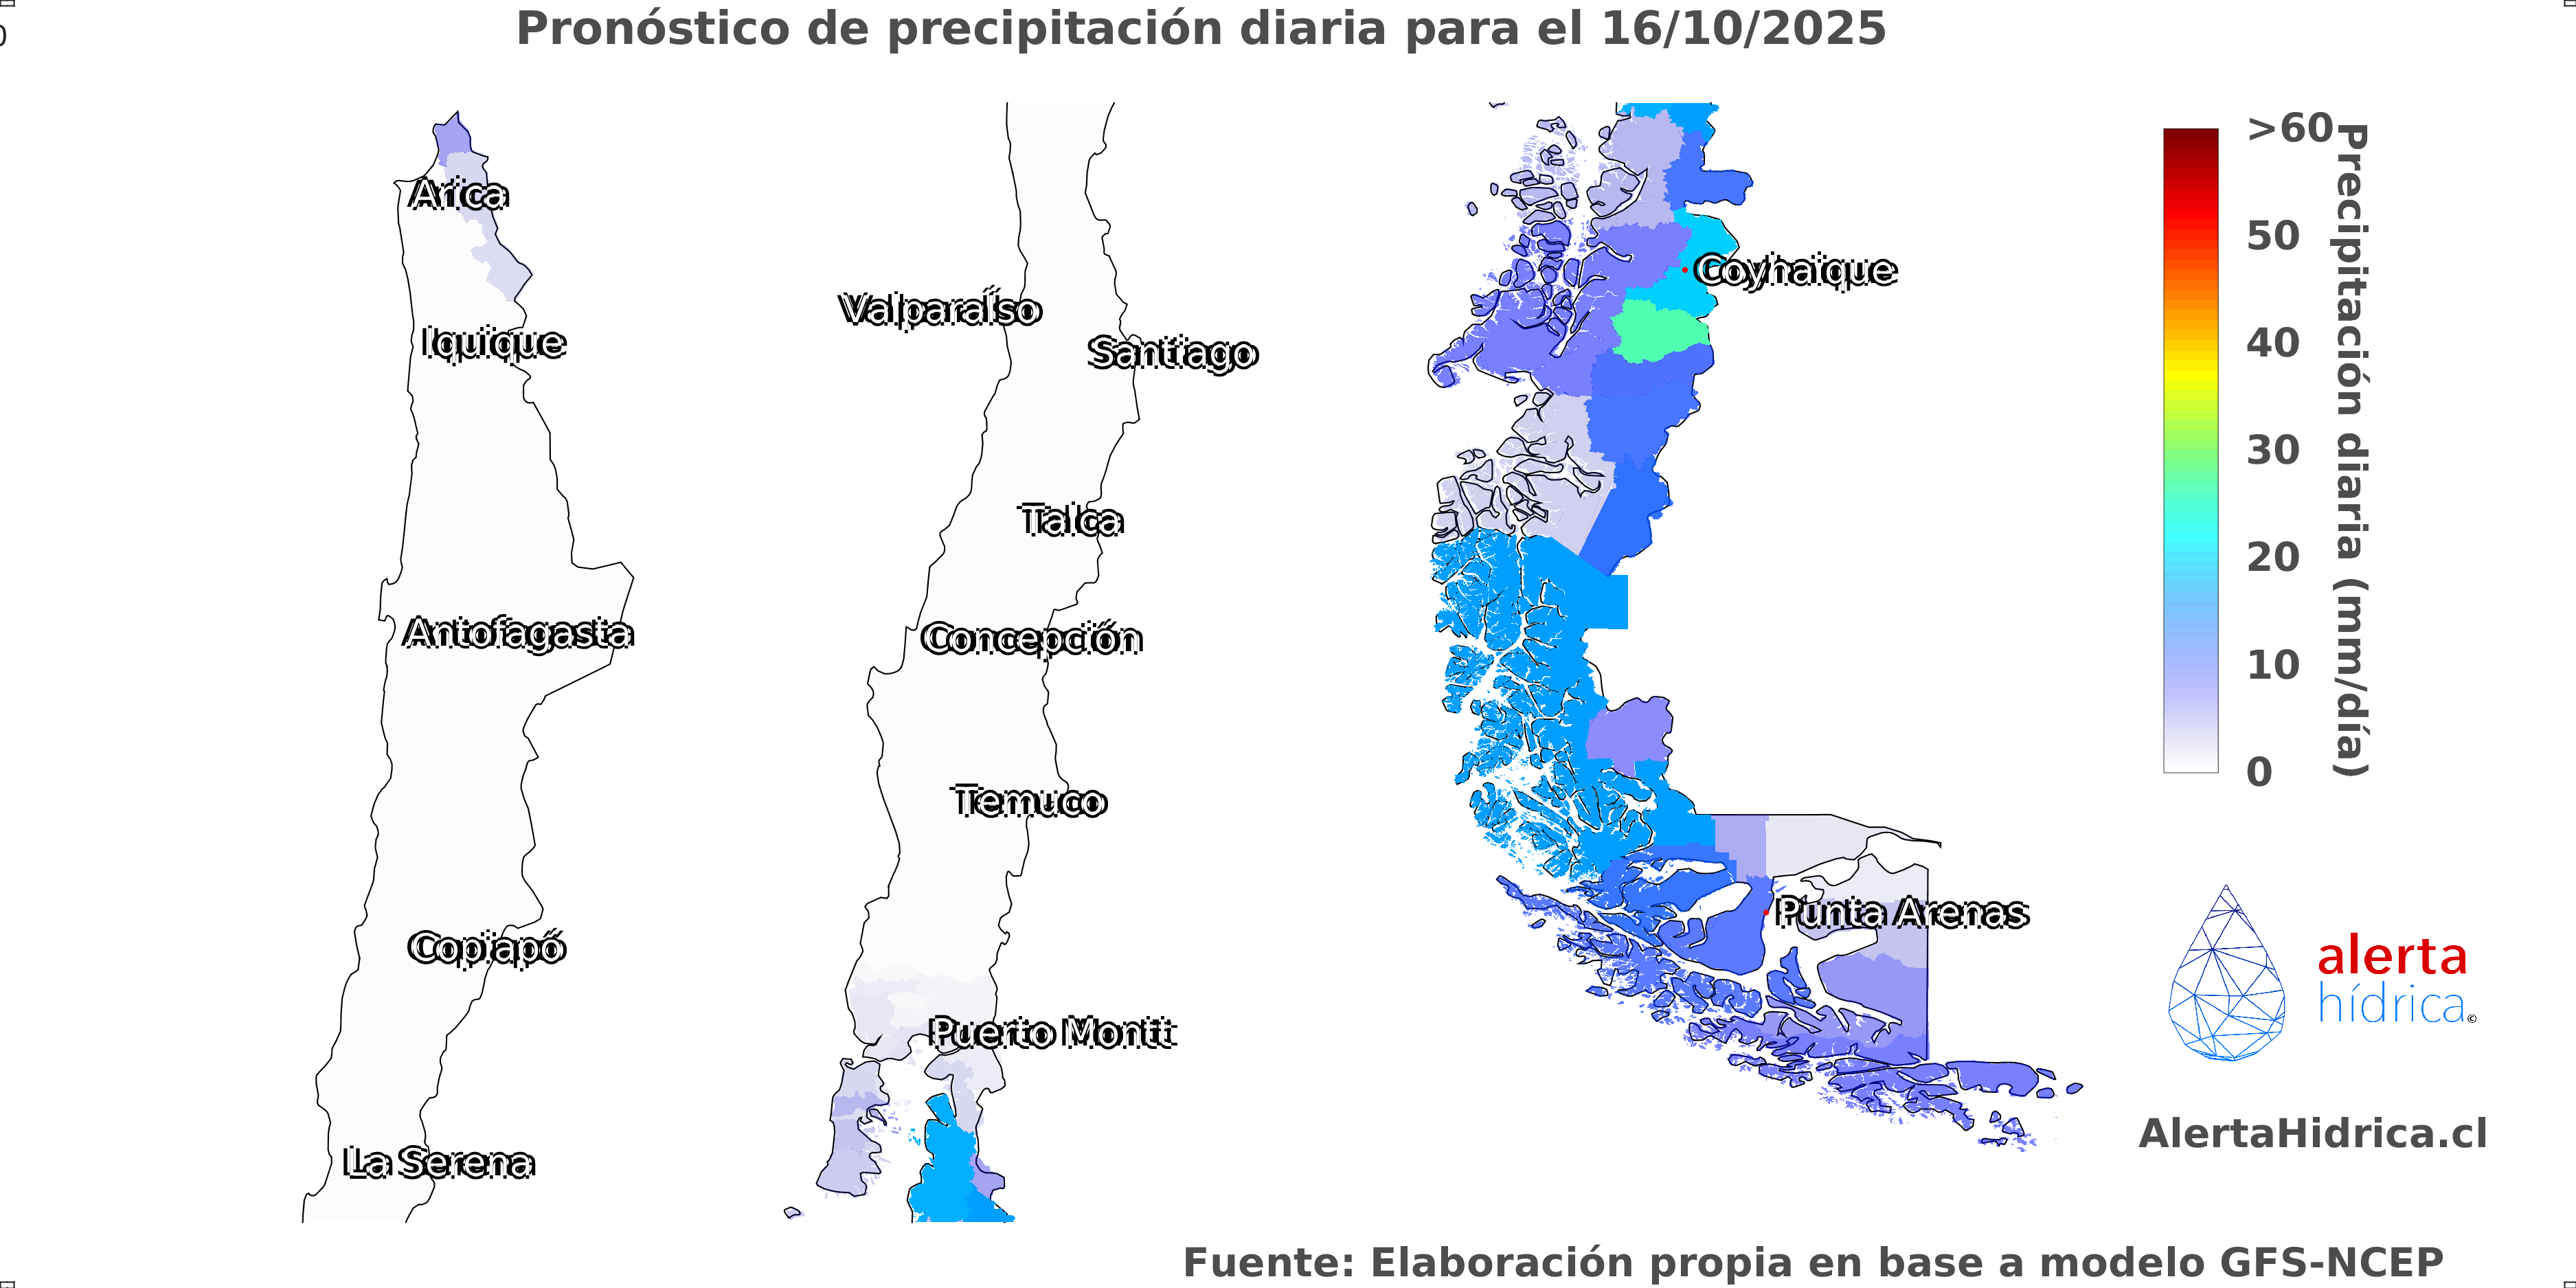 Pronóstico de precipitación diaria para el 16/10/2025
0
Arica
Iquique
Antofagasta
Copiapó
La Serena
Valparaíso
Santiago
Talca
Concepción
Temuco
Puerto Montt
Coyhaique
Punta Arenas
>60
50
40
30
20
10
0
Precipitación diaria (mm/día)
alerta
hídrica©
AlertaHidrica.cl
Fuente: Elaboración propia en base a modelo GFS-NCEP